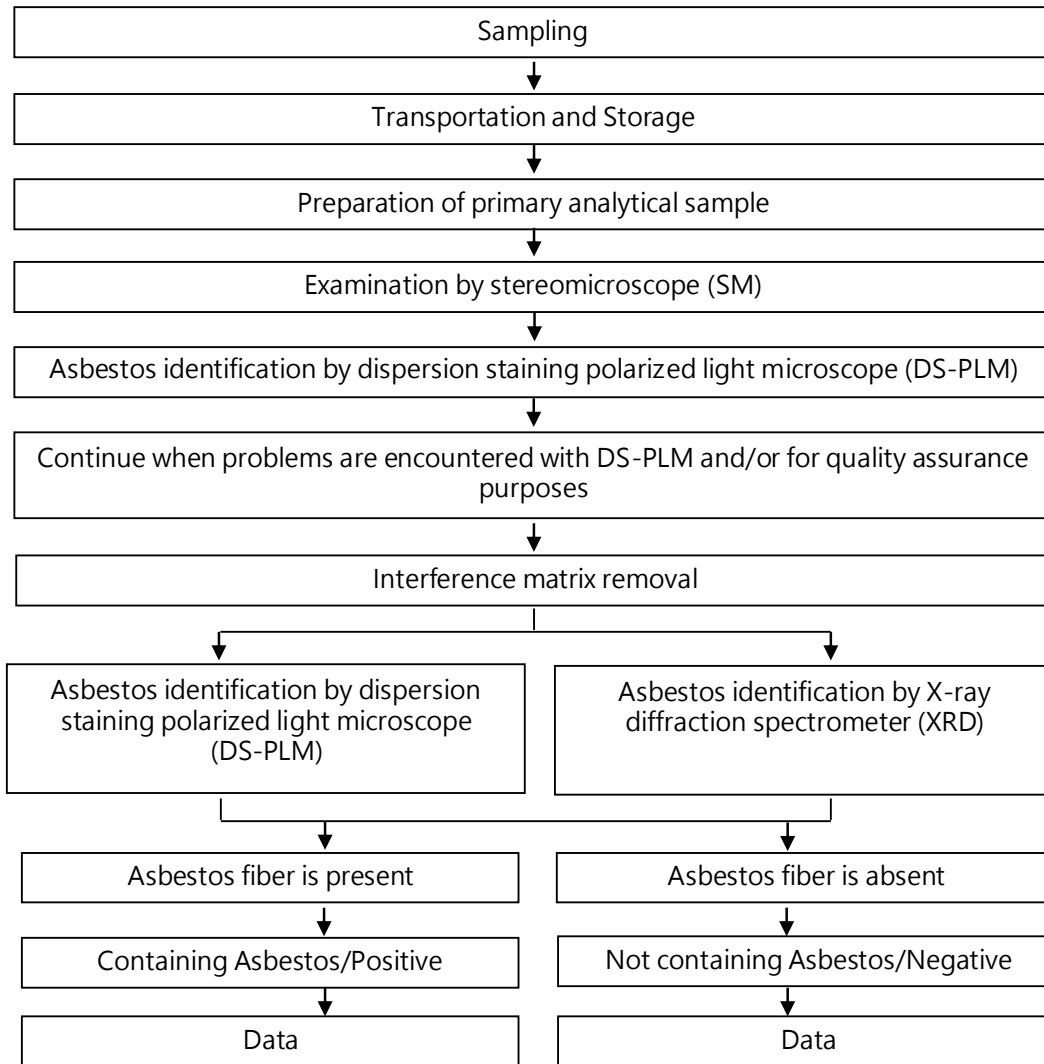 Sampling
Transportation and Storage
Preparation of primary analytical sample
Examination by stereomicroscope (SM)
Asbestos identification by dispersion staining polarized light microscope (DS-PLM)
Continue when problems are encountered with DS-PLM and/or for quality assurance
purposes
Interference matrix removal
Asbestos identification by dispersion
staining polarized light microscope
(DS-PLM)
Asbestos identification by X-ray
diffraction spectrometer (XRD)
Asbestos fiber is present
Asbestos fiber is absent
Containing Asbestos/Positive
Not containing Asbestos/Negative
Data
Data